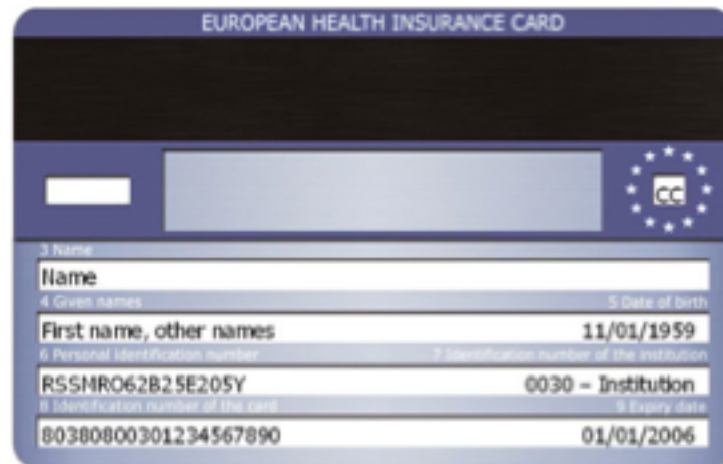 EUROPEAN HEALTH INSURANCE CARD
CC
3 Name
Name
4 Given names 5 Date of birth
First name, other names 11/01/1959
6 Personal identification number 7 Identification number of the institution
RSSMRO62B25E205Y 0030 – Institution
8 Identification number of the card 9 Expiry date
80380800301234567890 01/01/2006